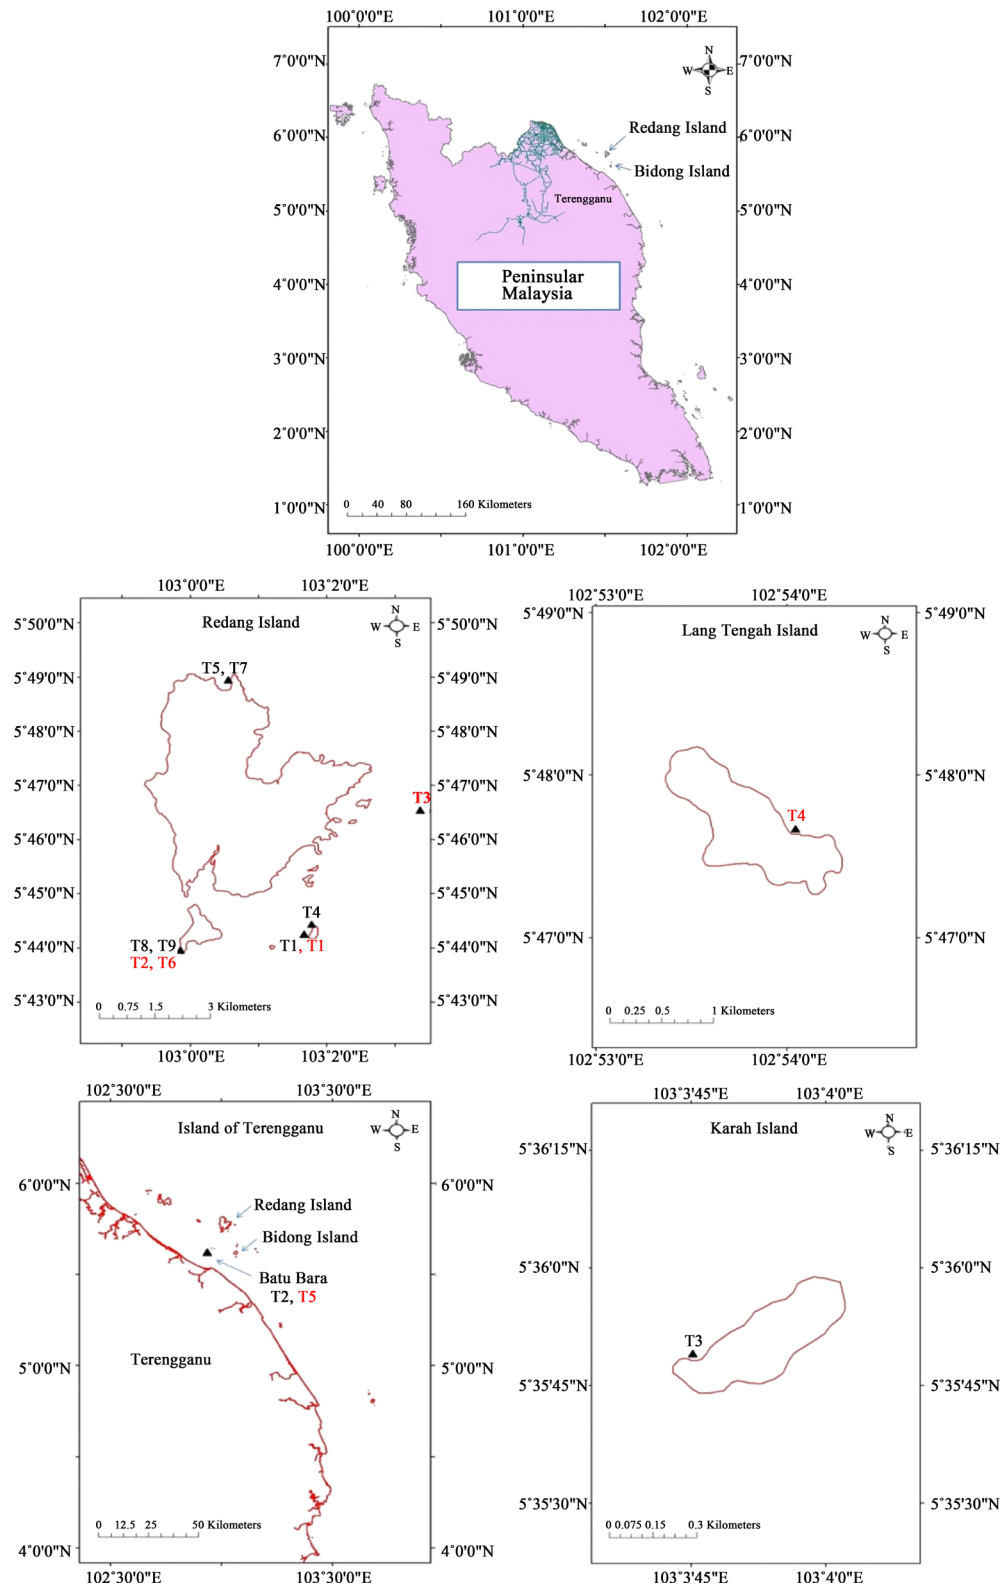 100˚0'0"E 101˚0'0"E 102˚0'0"E
N
7˚0'0"N W E 7˚0'0"N
S
6˚0'0"N Redang Island 6˚0'0"N
Bidong Island
5˚0'0"N Terengganu 5˚0'0"N
4˚0'0"N Peninsular 4˚0'0"N
Malaysia
3˚0'0"N 3˚0'0"N
2˚0'0"N 2˚0'0"N
1˚0'0"N 0 40 80 160 Kilometers 1˚0'0"N
100˚0'0"E 101˚0'0"E 102˚0'0"E
103˚0'0"E 103˚2'0"E
Redang Island
N
W E
S
5˚50'0"N 5˚50'0"N
T5, T7
5˚49'0"N 5˚49'0"N
5˚48'0"N 5˚48'0"N
5˚47'0"N 5˚47'0"N
T3
5˚46'0"N 5˚46'0"N
5˚45'0"N 5˚45'0"N
T4
5˚44'0"N T8, T9 T1, T1 5˚44'0"N
T2, T6
5˚43'0"N 5˚43'0"N
0 0.75 1.5 3 Kilometers
103˚0'0"E 103˚2'0"E
102˚53'0"E 102˚54'0"E
5˚49'0"N 5˚49'0"N
Lang Tengah Island
N
W E
S
5˚48'0"N 5˚48'0"N
T4
5˚47'0"N 5˚47'0"N
0 0.25 0.5 1 Kilometers
102˚53'0"E 102˚54'0"E
102˚30'0"E 103˚30'0"E
Island of Terengganu
N
W E
S
6˚0'0"N 6˚0'0"N
Redang Island
Bidong Island
Batu Bara
T2, T5
5˚0'0"N Terengganu 5˚0'0"N
0 12.5 25 50 Kilometers
4˚0'0"N 4˚0'0"N
102˚30'0"E 103˚30'0"E
103˚3'45"E 103˚4'0"E
Karah Island
N
W E
S
5˚36'15"N 5˚36'15"N
5˚36'0"N 5˚36'0"N
T3
5˚35'45"N 5˚35'45"N
5˚35'30"N 5˚35'30"N
0 0.075 0.15 0.3 Kilometers
103˚3'45"E 103˚4'0"E